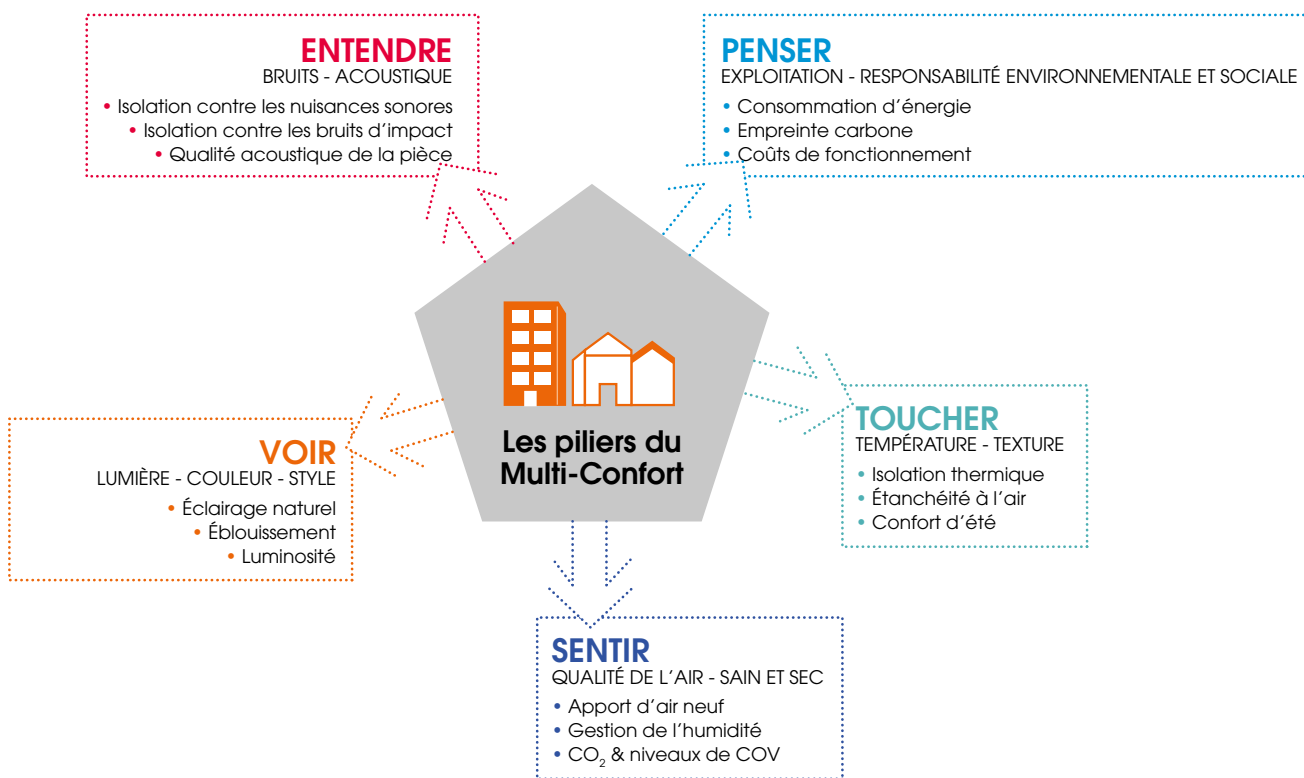 ENTENDRE
BRUITS - ACOUSTIQUE
• Isolation contre les nuisances sonores
• Isolation contre les bruits d’impact
• Qualité acoustique de la pièce
PENSER
EXPLOITATION - RESPONSABILITÉ ENVIRONNEMENTALE ET SOCIALE
• Consommation d’énergie
• Empreinte carbone
• Coûts de fonctionnement
Les piliers du
Multi-Confort
TOUCHER
TEMPÉRATURE - TEXTURE
• Isolation thermique
• Étanchéité à l’air
• Confort d’été
VOIR
LUMIÈRE - COULEUR - STYLE
• Éclairage naturel
• Éblouissement
• Luminosité
SENTIR
QUALITÉ DE L’AIR - SAIN ET SEC
• Apport d’air neuf
• Gestion de l’humidité
• CO₂ & niveaux de COV